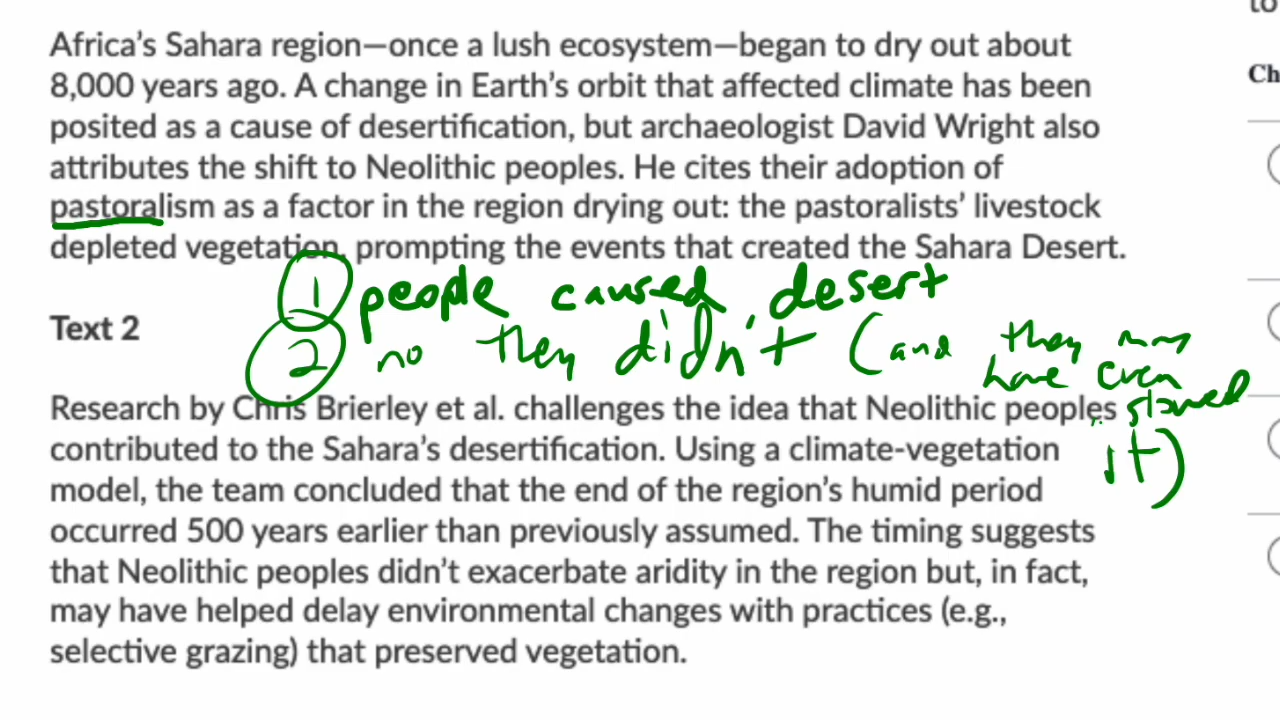 to
Africa’s Sahara region—once a lush ecosystem—began to dry out about
Ch
8,000 years ago. A change in Earth’s orbit that affected climate has been
posited as a cause of desertification, but archaeologist David Wright also
attributes the shift to Neolithic peoples. He cites their adoption of
pastoralism as a factor in the region drying out: the pastoralists’ livestock
depleted vegetation, prompting the events that created the Sahara Desert.
1 people caused desert
Text 2
2 no they didn't (and they may
have even
slowed
it)
Research by Chris Brierley et al. challenges the idea that Neolithic peoples
contributed to the Sahara’s desertification. Using a climate-vegetation
model, the team concluded that the end of the region’s humid period
occurred 500 years earlier than previously assumed. The timing suggests
that Neolithic peoples didn’t exacerbate aridity in the region but, in fact,
may have helped delay environmental changes with practices (e.g.,
selective grazing) that preserved vegetation.